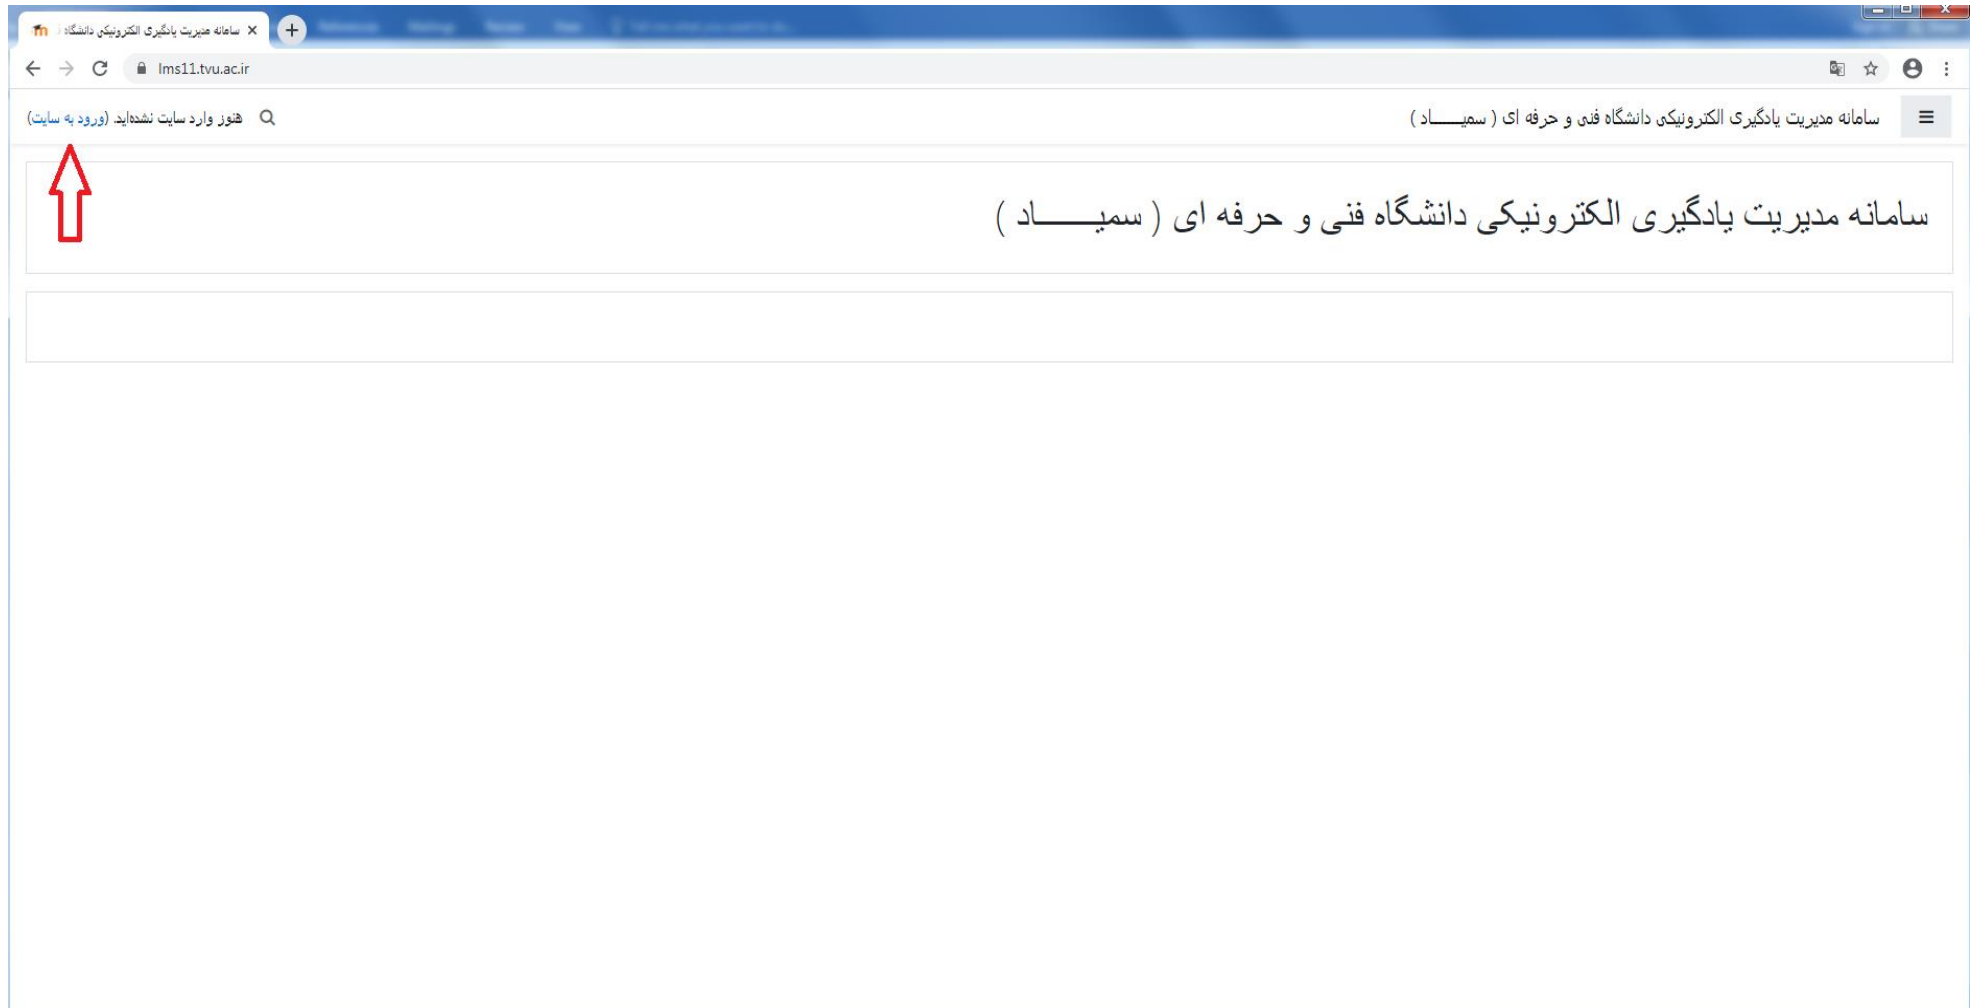 سامانه مدیریت یادگیری الکترونیکی دانشگاه
lms11.tvu.ac.ir
سامانه مدیریت یادگیری الکترونیکی دانشگاه فنی و حرفه ای ( سمیـــــاد )
هنوز وارد سایت نشده‌اید. (ورود به سایت)
سامانه مدیریت یادگیری الکترونیکی دانشگاه فنی و حرفه ای ( سمیـــــاد )